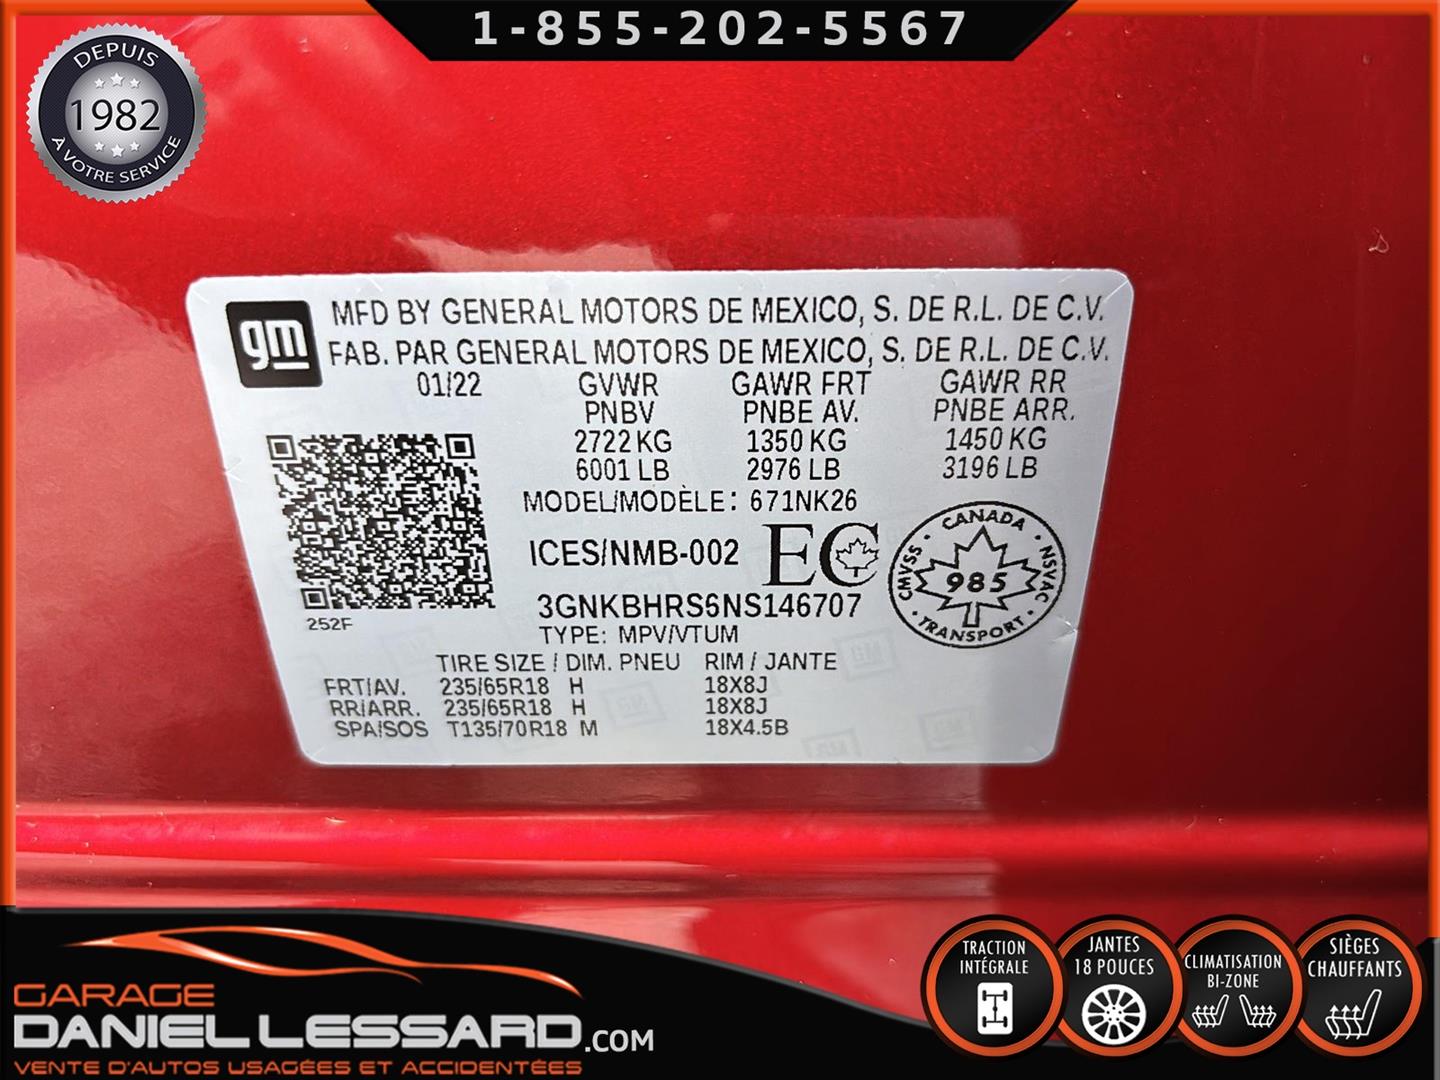 1-855-202-5567
DEPUIS
1982
À VOTRE SERVICE
gm
MFD BY GENERAL MOTORS DE MEXICO, S. DE R.L. DE C.V.
FAB. PAR GENERAL MOTORS DE MEXICO, S. DE R.L. DE C.V.
01/22 GVWR GAWR FRT GAWR RR
PNBV PNBE AV. PNBE ARR.
2722 KG 1350 KG 1450 KG
6001 LB 2976 LB 3196 LB
MODEL/MODÈLE: 671NK26
ICES/NMB-002 EC
CANADA
CMVSS 985 NSVAC
TRANSPORT
3GNKBHRS6NS146707
252F
TYPE: MPV/VTUM
TIRE SIZE / DIM. PNEU RIM / JANTE
FRT/AV. 235/65R18 H 18X8J
RR/ARR. 235/65R18 H 18X8J
SPA/SOS T135/70R18 M 18X4.5B
GARAGE
DANIEL LESSARD.COM
VENTE D'AUTOS USAGÉES ET ACCIDENTÉES
TRACTION
INTÉGRALE
JANTES
18 POUCES
CLIMATISATION
BI-ZONE
SIÈGES
CHAUFFANTS